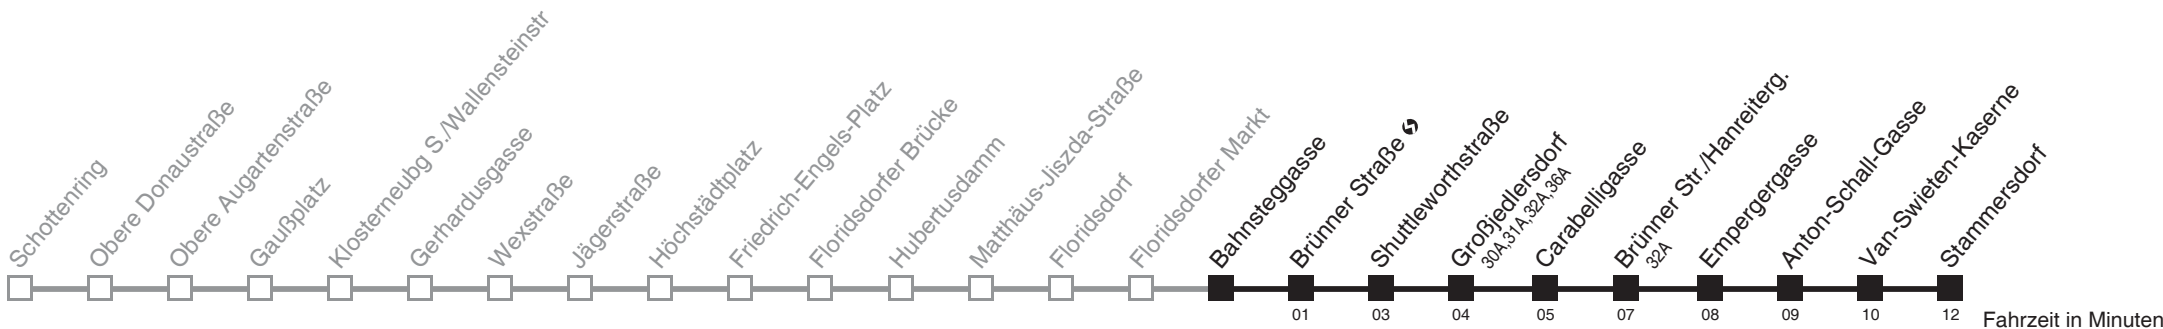 Schottenring
Obere Donaustraße
Obere Augartenstraße
Gaußplatz
Klosterneubg S./Wallensteinstr
Gerhardusgasse
Wexstraße
Jägerstraße
Höchstädtplatz
Friedrich-Engels-Platz
Floridsdorfer Brücke
Hubertusdamm
Matthäus-Jiszda-Straße
Floridsdorf
Floridsdorfer Markt
Bahnsteggasse
Brünner Straße
Shuttleworthstraße
Großjedlersdorf
30A,31A,32A,36A
Carabelligasse
Brünner Str./Hanreiterg.
32A
Empergergasse
Anton-Schall-Gasse
Van-Swieten-Kaserne
Stammersdorf
01 03 04 05 07 08 09 10 12 Fahrzeit in Minuten